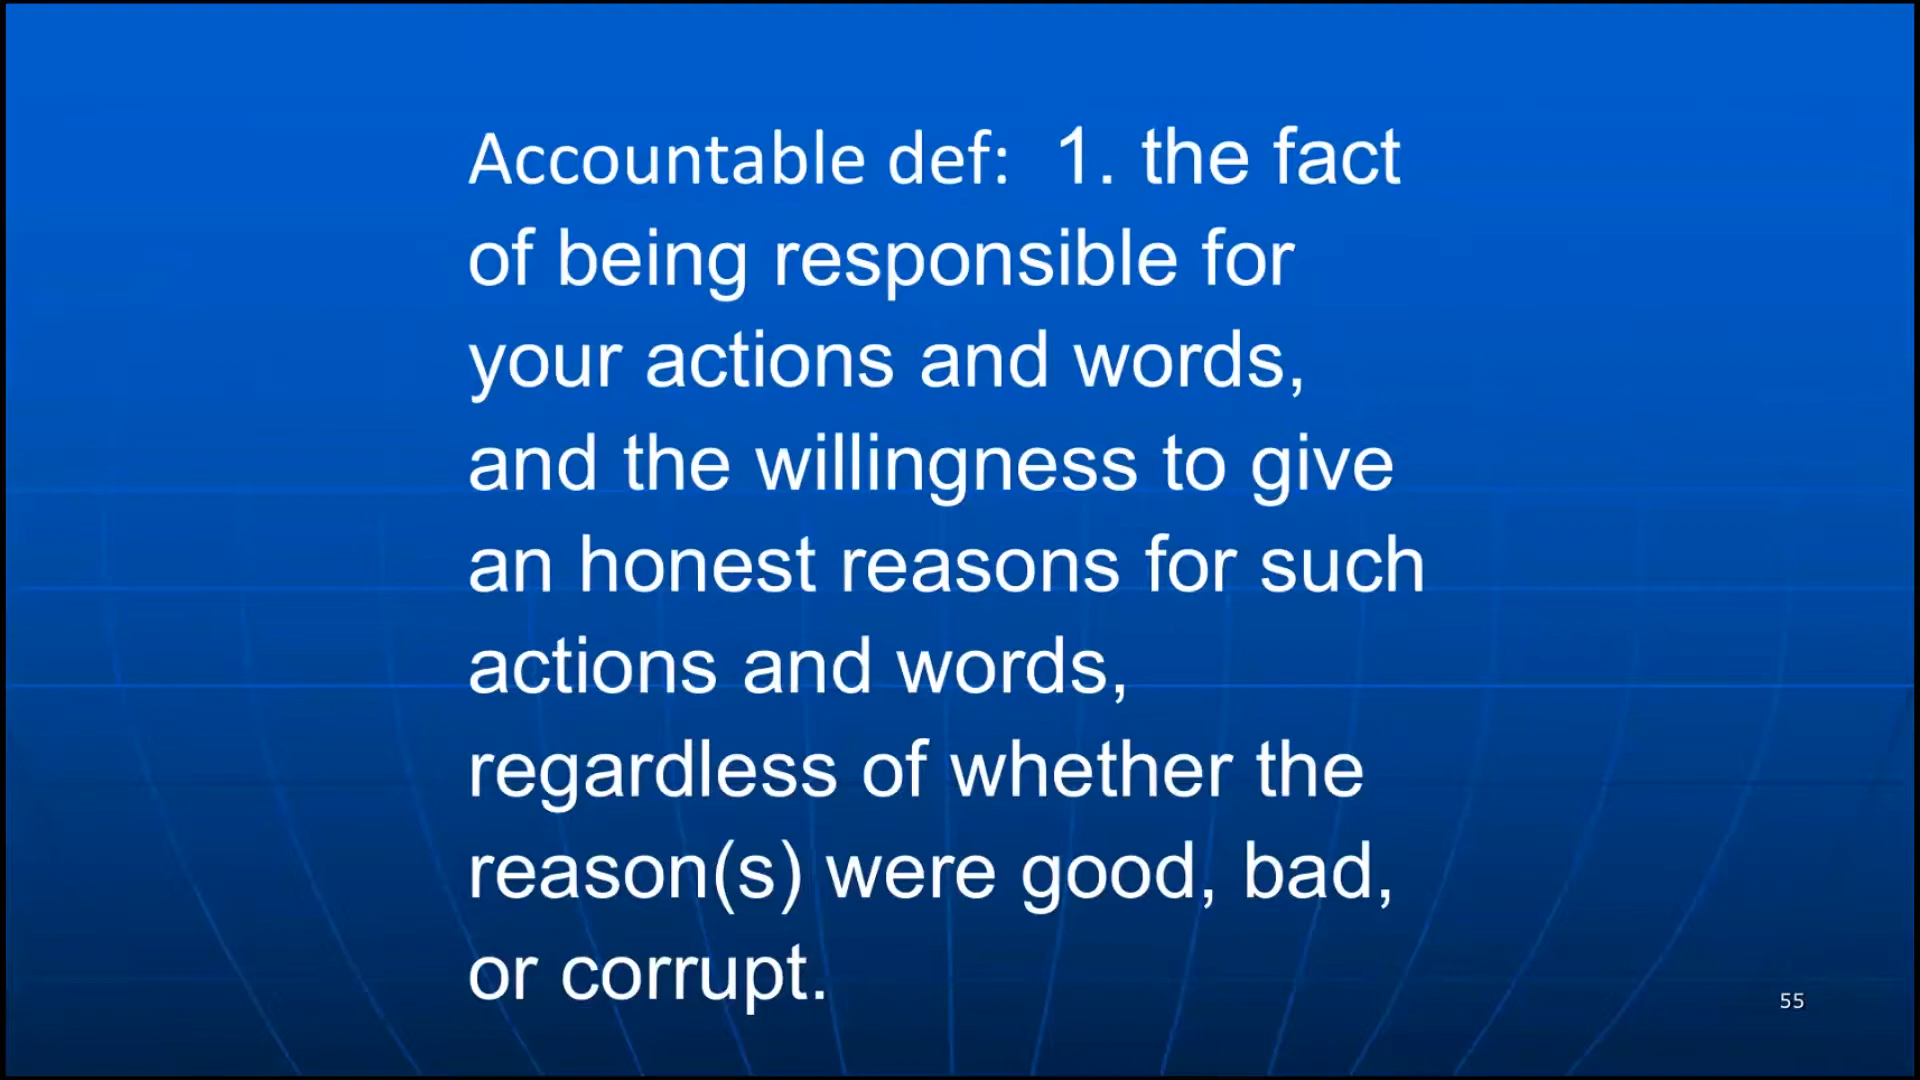 Accountable def:  1. the fact
of being responsible for
your actions and words,
and the willingness to give
an honest reasons for such
actions and words,
regardless of whether the
reason(s) were good, bad,
or corrupt.
55